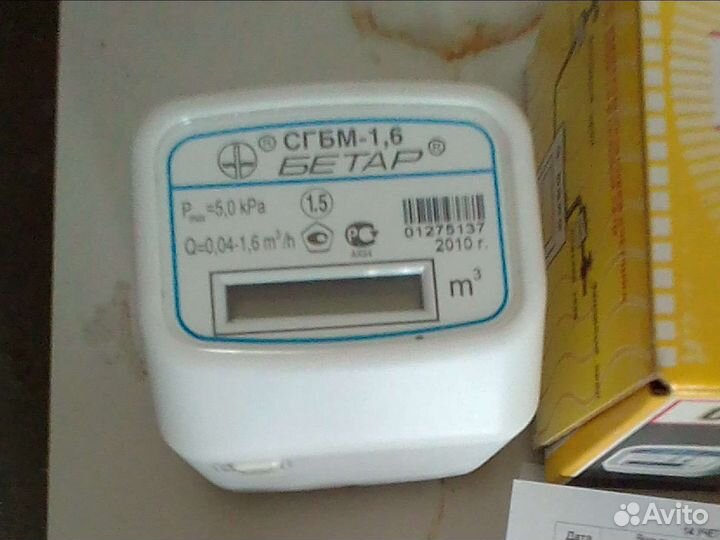 ® СГБМ-1,6
БЕТАР®
Pmax=5,0 kPa
1.5
01275137
Q=0,04-1,6 m³/h
2010 г.
m³
Дата
Avito